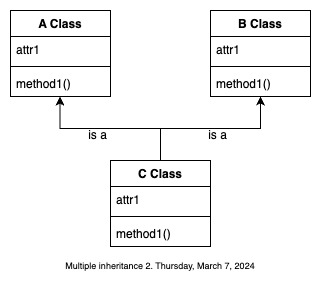 A Class
attr1
method1()
B Class
attr1
method1()
is a
is a
C Class
attr1
method1()
Multiple inheritance 2. Thursday, March 7, 2024